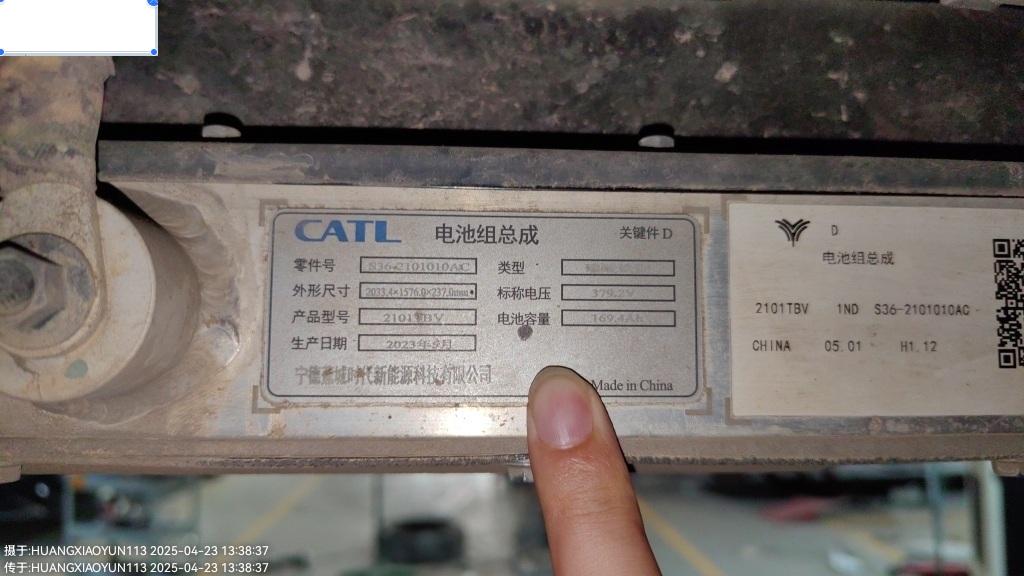 CATL 电池组总成 关键件 D
零件号 S36-2101010AC 类型
外形尺寸 2033.4×1576.0×237.0mm 标称电压 379.2V
产品型号 2101TBV 电池容量 169.4Ah
生产日期 2023年9月
宁德蕉城时代新能源科技有限公司
Made in China
D
电池组总成
2101TBV 1ND S36-2101010AC
CHINA 05.01 H1.12
摄于:HUANGXIAOYUN113 2025-04-23 13:38:37
传于:HUANGXIAOYUN113 2025-04-23 13:38:37